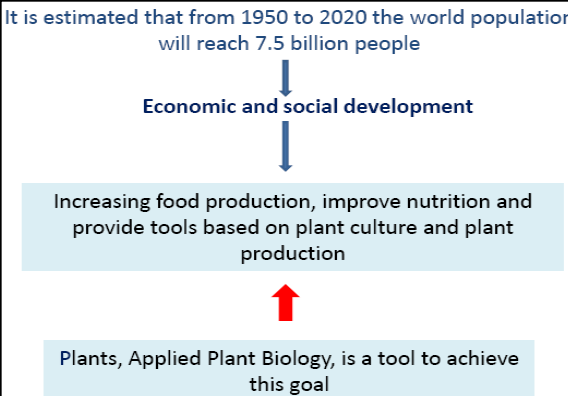 It is estimated that from 1950 to 2020 the world population
will reach 7.5 billion people
Economic and social development
Increasing food production, improve nutrition and
provide tools based on plant culture and plant
production
Plants, Applied Plant Biology, is a tool to achieve
this goal